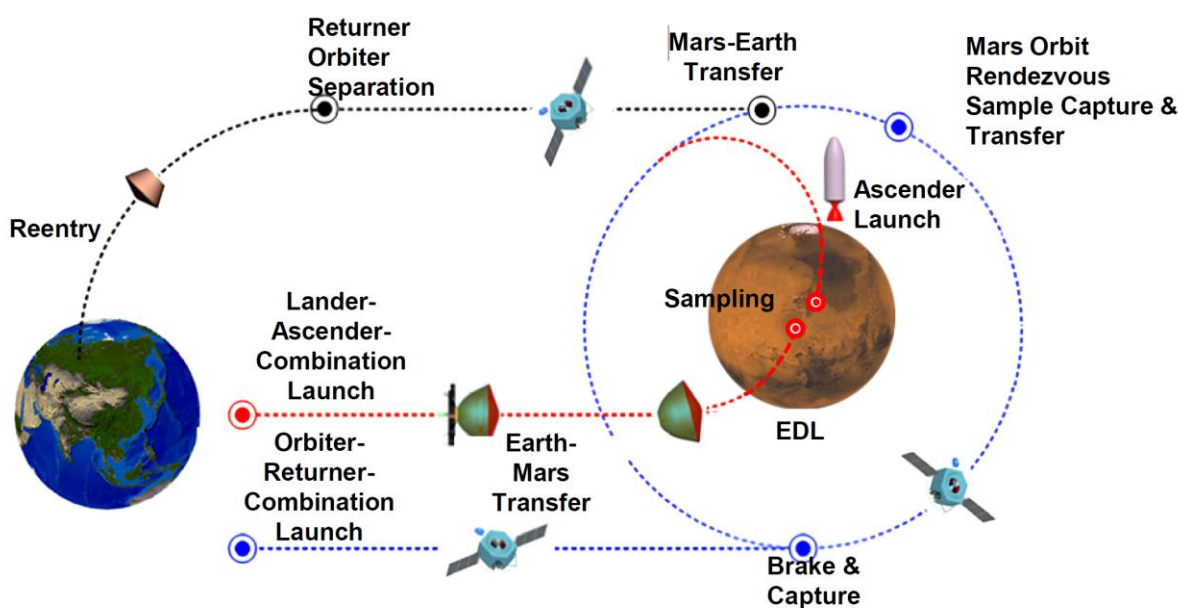 Returner
Orbiter
Separation
Mars-Earth
Transfer
Mars Orbit
Rendezvous
Sample Capture &
Transfer
Ascender
Launch
Reentry
Sampling
Lander-
Ascender-
Combination
Launch
EDL
Orbiter-
Returner-
Combination
Launch
Earth-
Mars
Transfer
Brake &
Capture